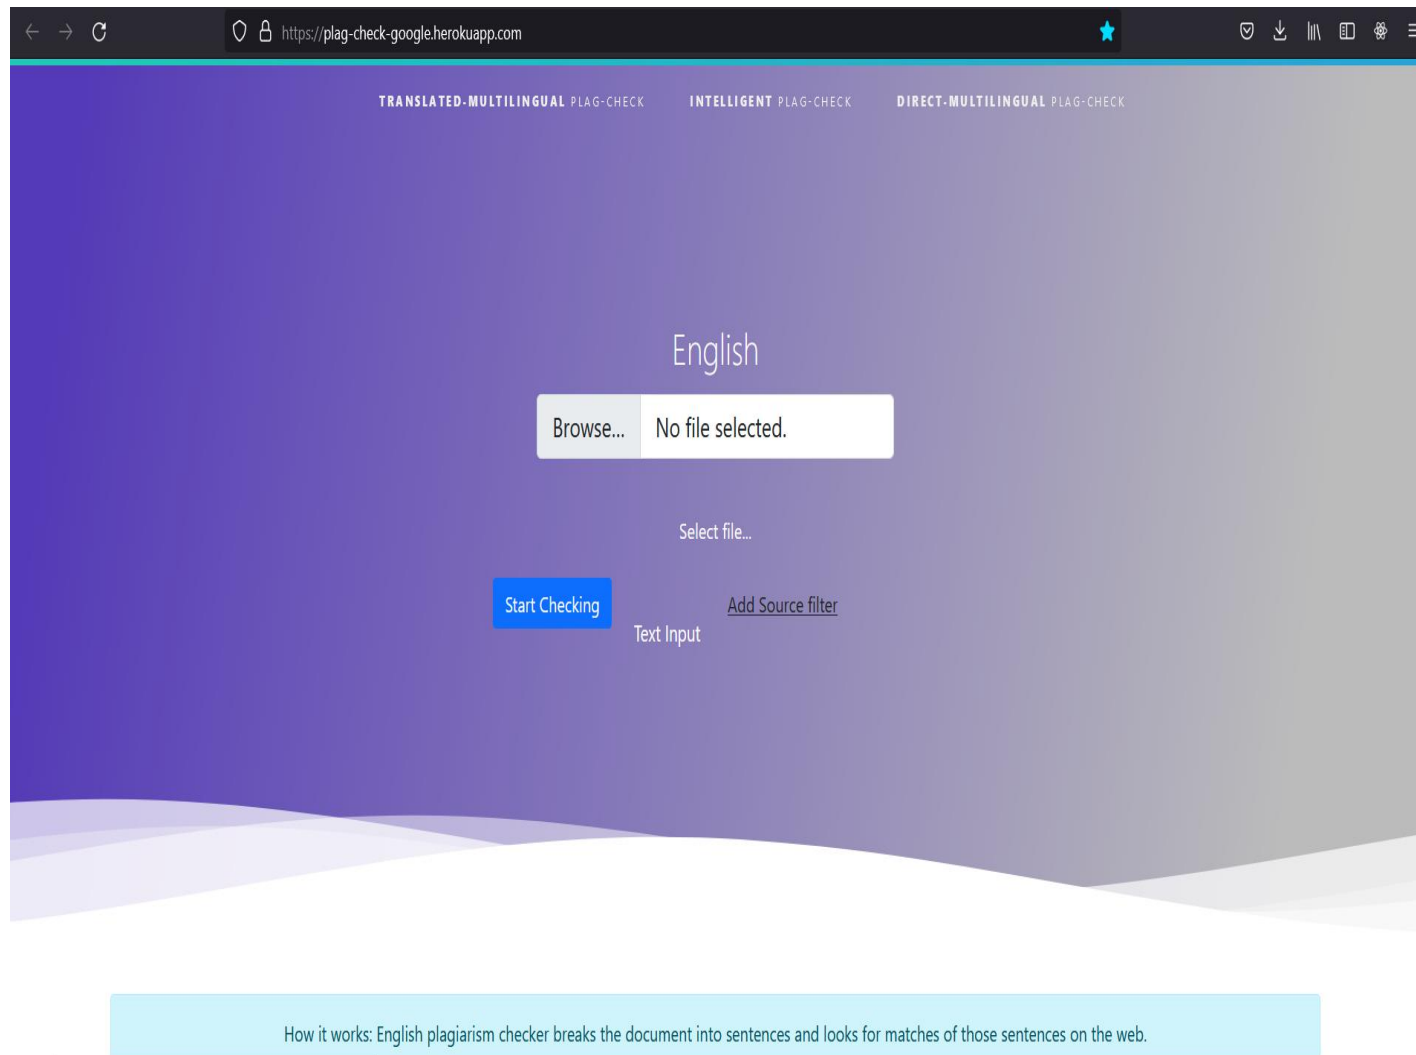 https://plag-check-google.herokuapp.com
TRANSLATED-MULTILINGUAL PLAG-CHECK INTELLIGENT PLAG-CHECK DIRECT-MULTILINGUAL PLAG-CHECK
English
Browse... No file selected.
Select file...
Start Checking Add Source filter
Text Input
How it works: English plagiarism checker breaks the document into sentences and looks for matches of those sentences on the web.